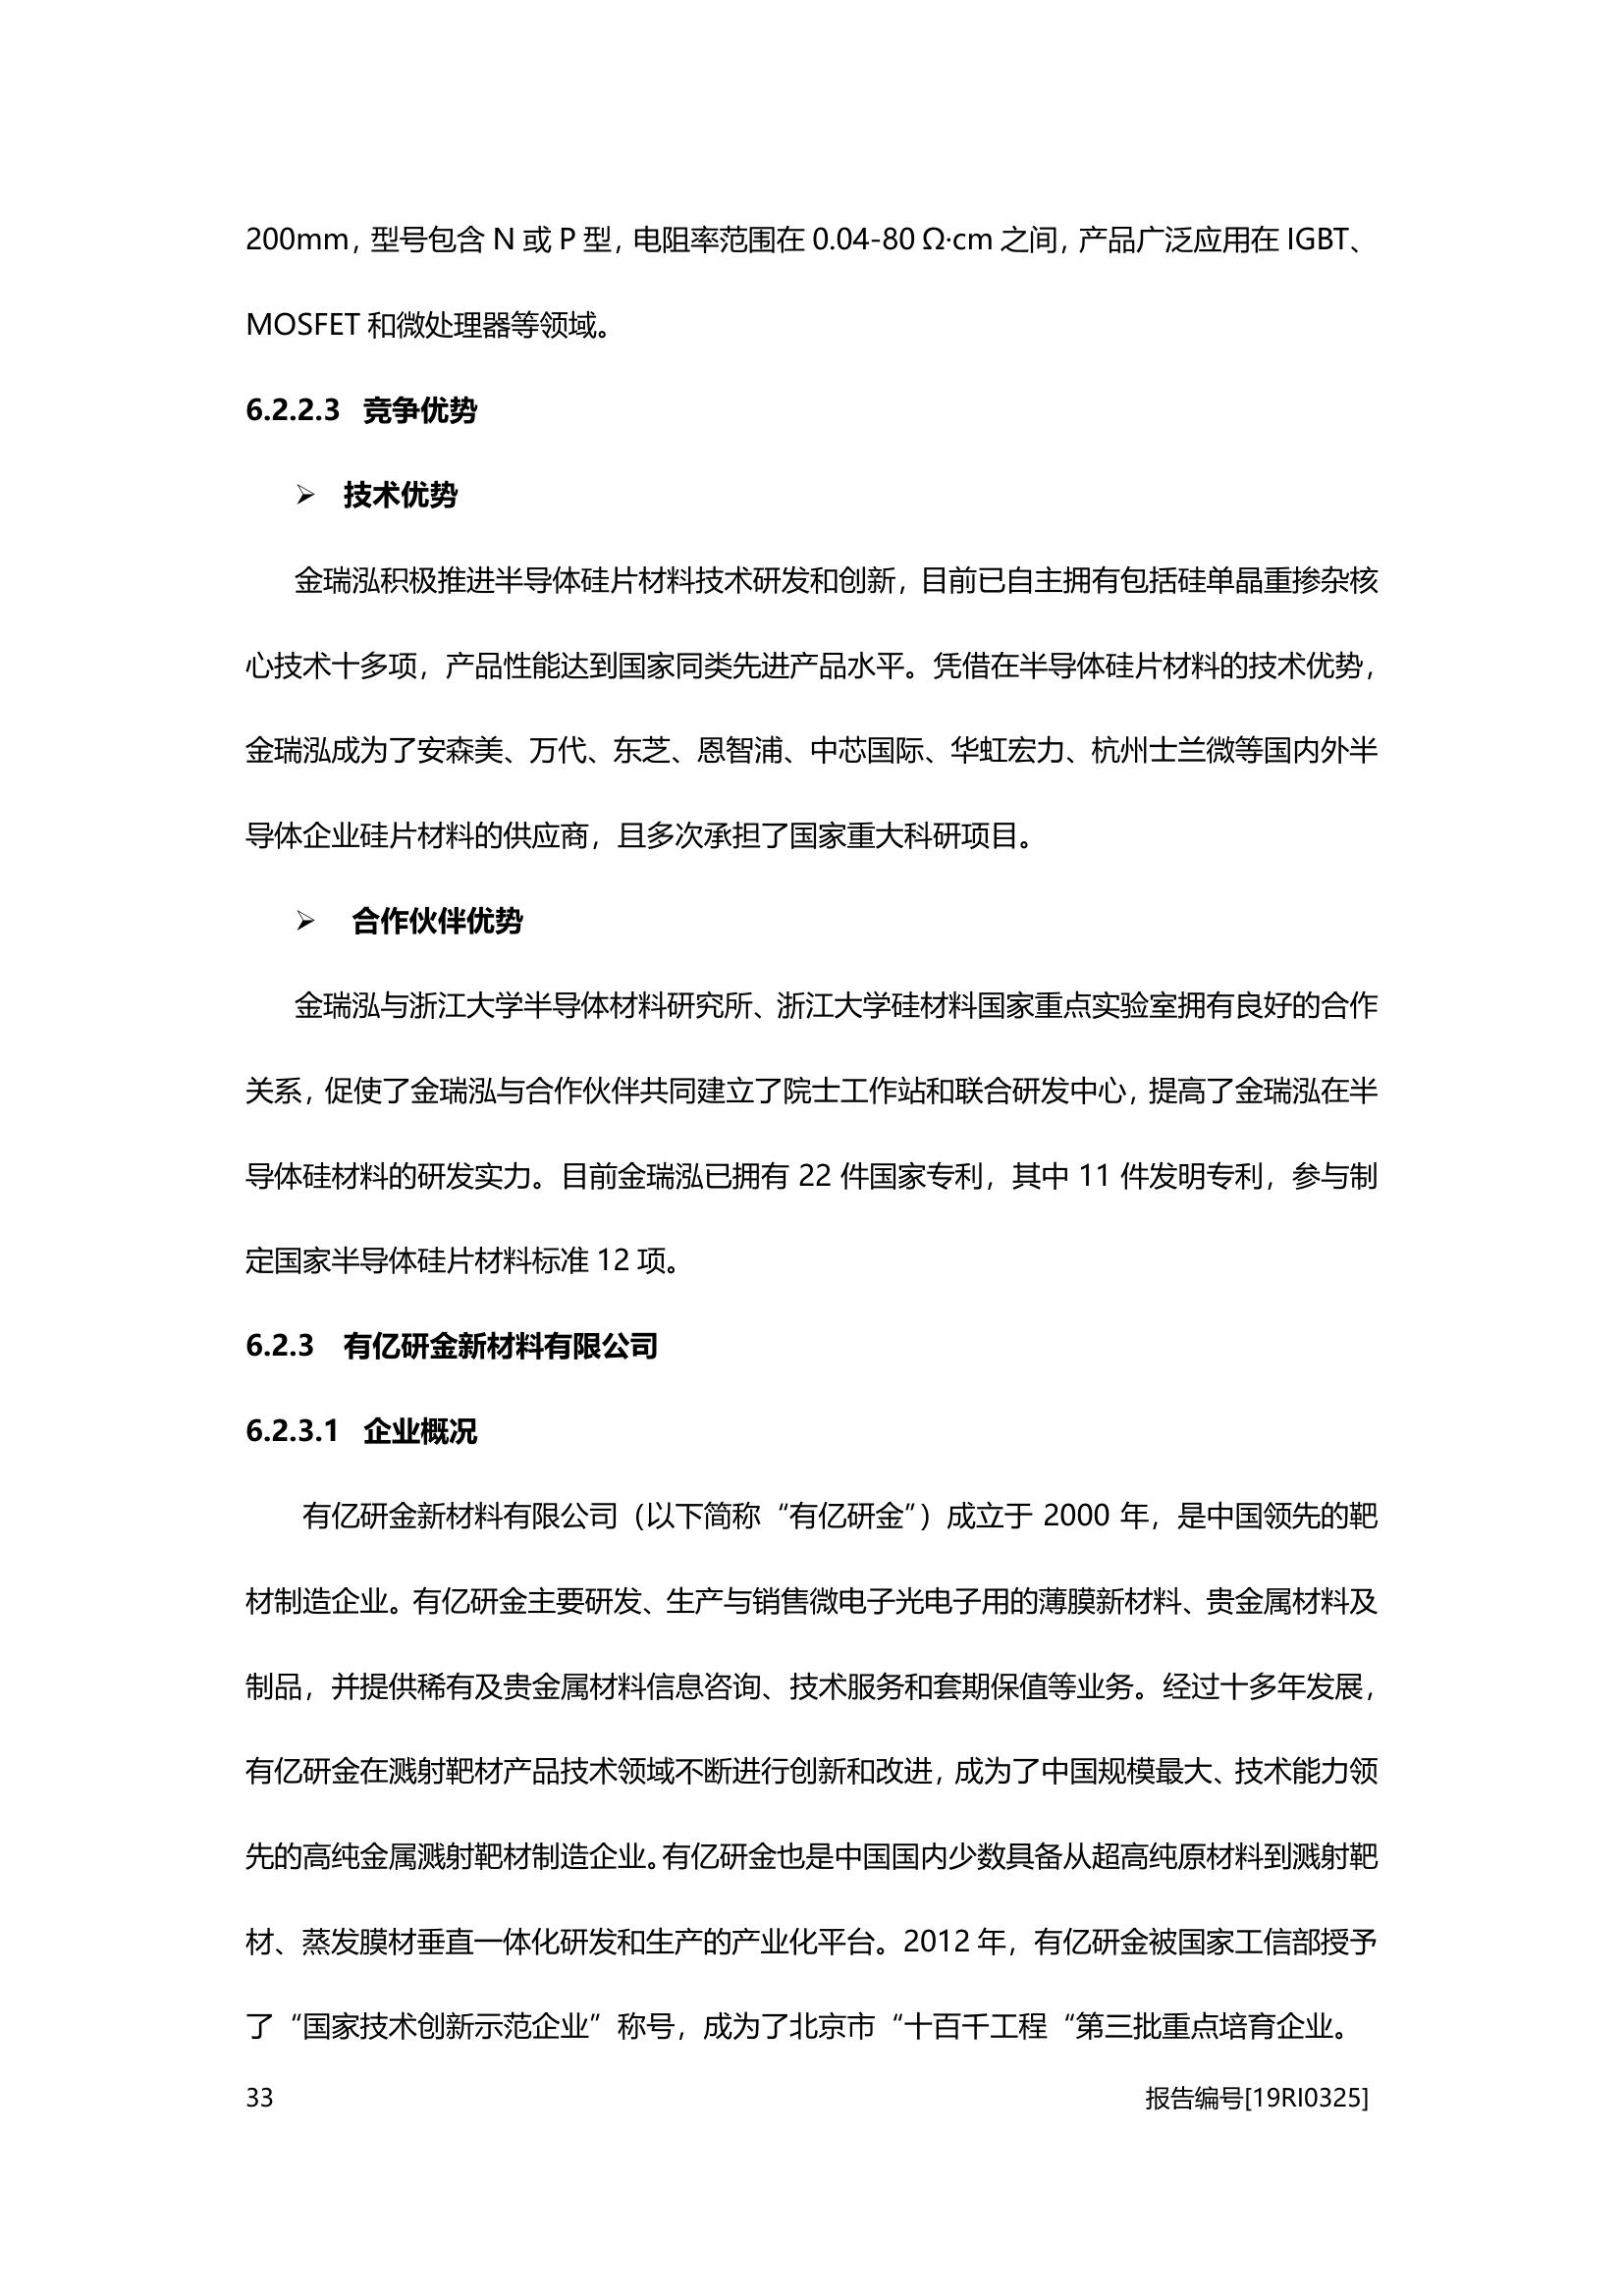 200mm，型号包含 N 或 P 型，电阻率范围在 0.04-80 Ω·cm 之间，产品广泛应用在 IGBT、
MOSFET 和微处理器等领域。
6.2.2.3 竞争优势
➢ 技术优势
金瑞泓积极推进半导体硅片材料技术研发和创新，目前已自主拥有包括硅单晶重掺杂核
心技术十多项，产品性能达到国家同类先进产品水平。凭借在半导体硅片材料的技术优势，
金瑞泓成为了安森美、万代、东芝、恩智浦、中芯国际、华虹宏力、杭州士兰微等国内外半
导体企业硅片材料的供应商，且多次承担了国家重大科研项目。
➢ 合作伙伴优势
金瑞泓与浙江大学半导体材料研究所、浙江大学硅材料国家重点实验室拥有良好的合作
关系，促使了金瑞泓与合作伙伴共同建立了院士工作站和联合研发中心，提高了金瑞泓在半
导体硅材料的研发实力。目前金瑞泓已拥有 22 件国家专利，其中 11 件发明专利，参与制
定国家半导体硅片材料标准 12 项。
6.2.3 有亿研金新材料有限公司
6.2.3.1 企业概况
有亿研金新材料有限公司（以下简称“有亿研金”）成立于 2000 年，是中国领先的靶
材制造企业。有亿研金主要研发、生产与销售微电子光电子用的薄膜新材料、贵金属材料及
制品，并提供稀有及贵金属材料信息咨询、技术服务和套期保值等业务。经过十多年发展，
有亿研金在溅射靶材产品技术领域不断进行创新和改进，成为了中国规模最大、技术能力领
先的高纯金属溅射靶材制造企业。有亿研金也是中国国内少数具备从超高纯原材料到溅射靶
材、蒸发膜材垂直一体化研发和生产的产业化平台。2012 年，有亿研金被国家工信部授予
了“国家技术创新示范企业”称号，成为了北京市“十百千工程“第三批重点培育企业。
33 报告编号[19RI0325]